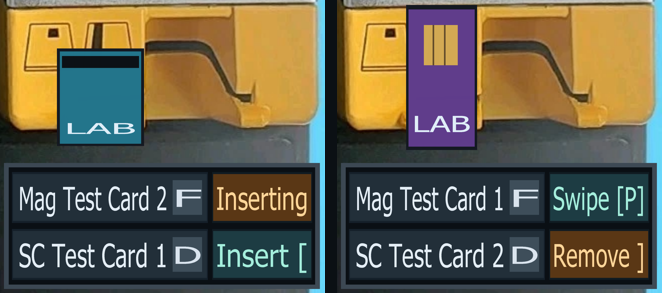 LAB
Mag Test Card 2 F Inserting
SC Test Card 1 D Insert [
LAB
Mag Test Card 1 F Swipe [P]
SC Test Card 2 D Remove ]